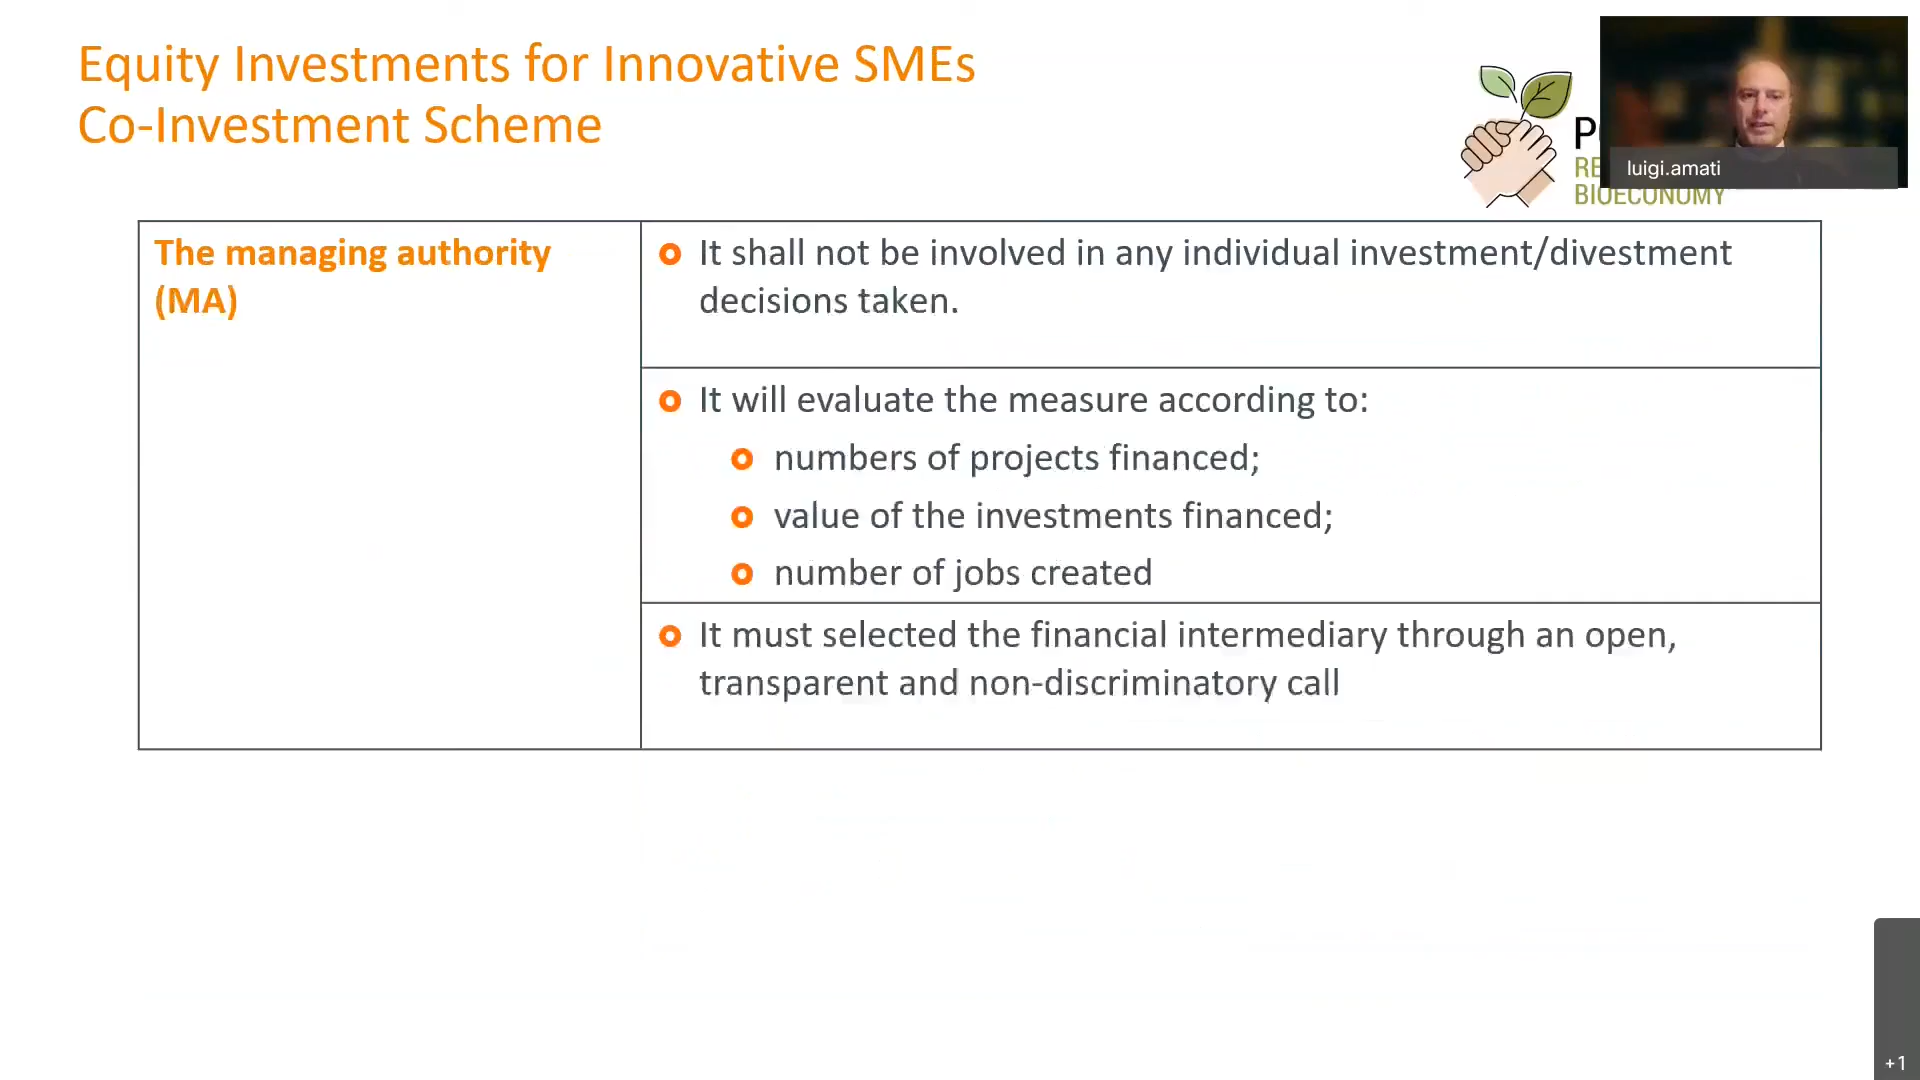 Equity Investments for Innovative SMEs
Co-Investment Scheme
luigi.amati
BIOECONOMY
The managing authority
(MA)
It shall not be involved in any individual investment/divestment
decisions taken.
It will evaluate the measure according to:
numbers of projects financed;
value of the investments financed;
number of jobs created
It must selected the financial intermediary through an open,
transparent and non-discriminatory call
+1